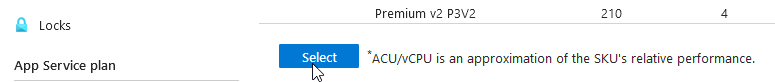 Premium v2 P3V2 210 4
Locks
Select *ACU/vCPU is an approximation of the SKU's relative performance.
App Service plan